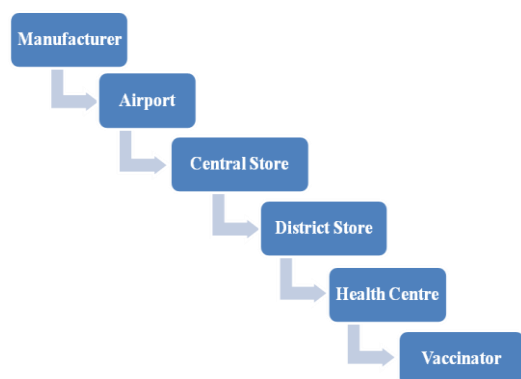 Manufacturer
Airport
Central Store
District Store
Health Centre
Vaccinator